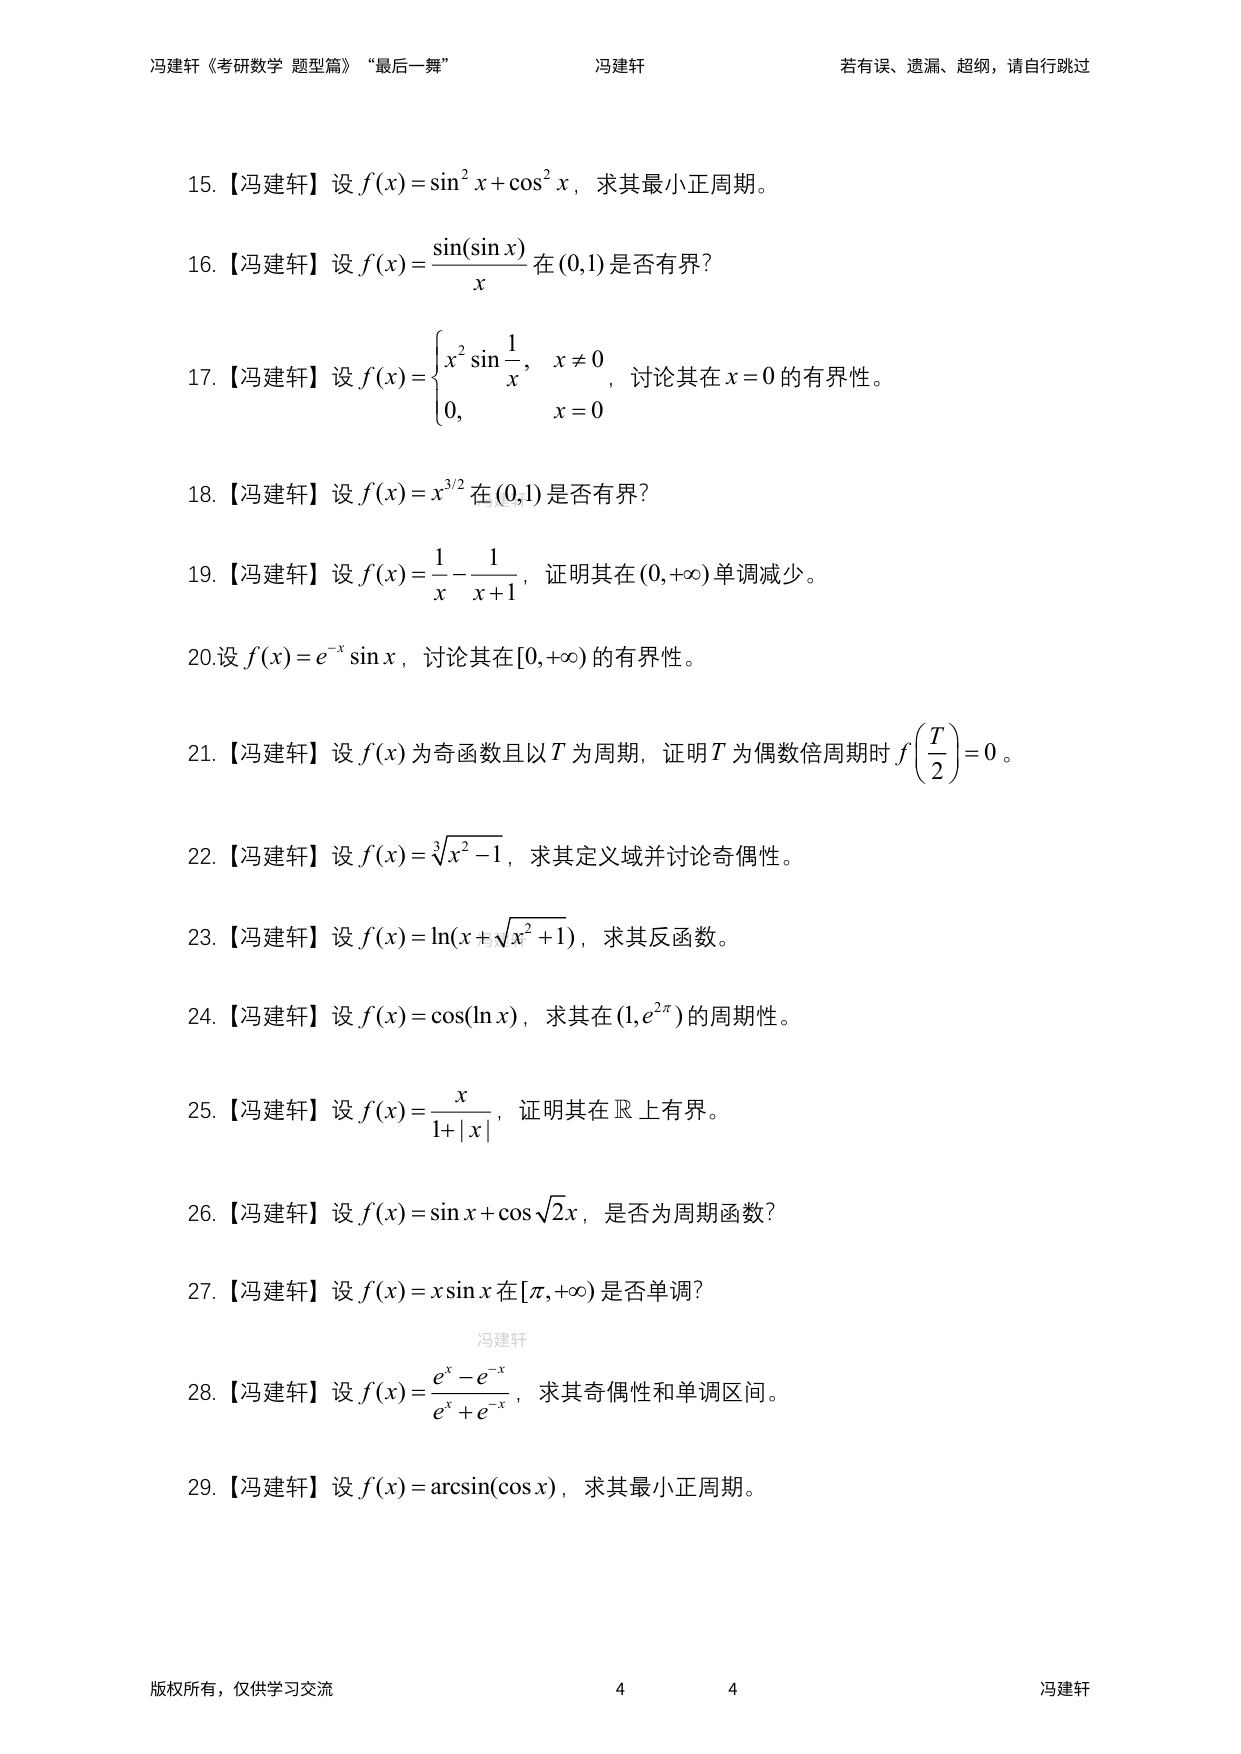 冯建轩《考研数学 题型篇》“最后一舞” 冯建轩 若有误、遗漏、超纲，请自行跳过
15.【冯建轩】设 f(x)=sin² x+cos² x，求其最小正周期。
16.【冯建轩】设 f(x)=sin(sin x)/x 在(0,1)是否有界？
17.【冯建轩】设 f(x)={x² sin 1/x, x≠0; 0, x=0，讨论其在 x=0 的有界性。
18.【冯建轩】设 f(x)=x^{3/2} 在(0,1)是否有界？
冯建轩
19.【冯建轩】设 f(x)=1/x−1/(x+1)，证明其在(0,+∞)单调减少。
20.设 f(x)=e^{−x} sin x，讨论其在[0,+∞)的有界性。
21.【冯建轩】设 f(x) 为奇函数且以T 为周期，证明T 为偶数倍周期时 f(T/2)=0。
22.【冯建轩】设 f(x)=∛(x²−1)，求其定义域并讨论奇偶性。
23.【冯建轩】设 f(x)=ln(x+√(x²+1))，求其反函数。
冯建轩
24.【冯建轩】设 f(x)=cos(ln x)，求其在(1,e^{2π})的周期性。
25.【冯建轩】设 f(x)=x/(1+|x|)，证明其在 ℝ 上有界。
26.【冯建轩】设 f(x)=sin x+cos√2x，是否为周期函数？
27.【冯建轩】设 f(x)=x sin x 在[π,+∞)是否单调？
冯建轩
28.【冯建轩】设 f(x)=(e^x−e^{−x})/(e^x+e^{−x})，求其奇偶性和单调区间。
29.【冯建轩】设 f(x)=arcsin(cos x)，求其最小正周期。
版权所有，仅供学习交流 4 4 冯建轩